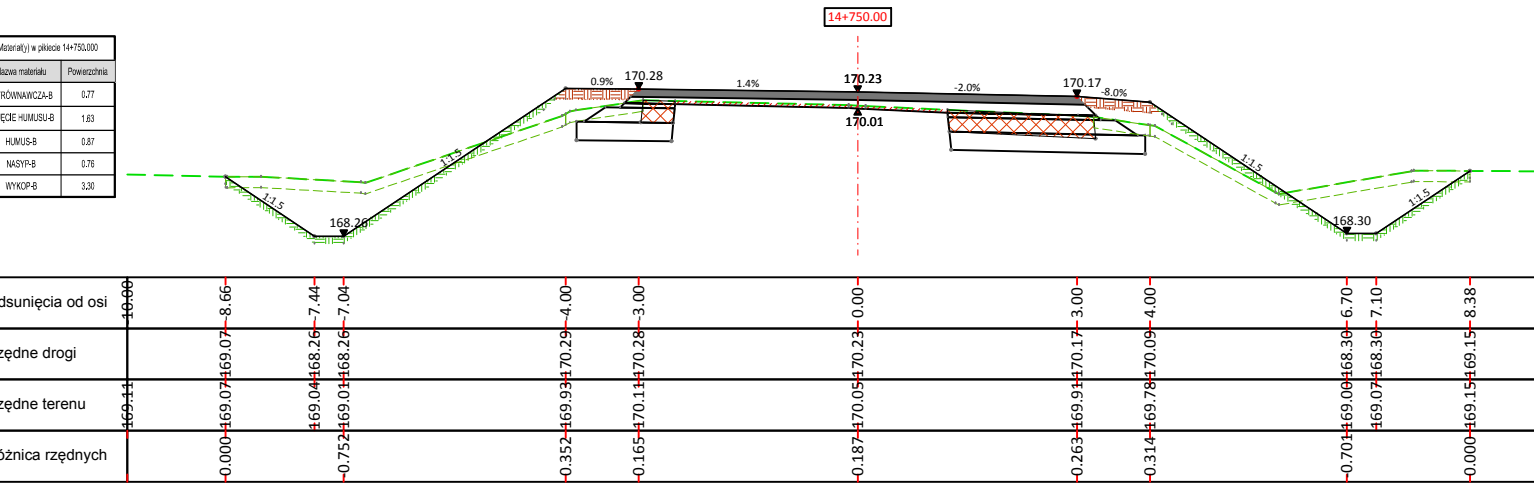 14+750.00
Materiał(y) w pikiecie 14+750.000
nazwa materiału Powierzchnia
RÓWNAWCZA-B 0.77
ĘCIE HUMUSU-B 1.63
HUMUS-B 0.87
NASYP-B 0.76
WYKOP-B 3.30
0.9% 170.28 1.4% 170.23 -2.0% 170.17 -8.0%
170.01
1:1.5 1:1.5 1:1.5 1:1.5
168.26 168.30
dsunięcia od osi -10.00 -8.66 -7.44 -7.04 -4.00 -3.00 0.00 3.00 4.00 6.70 7.10 8.38
zędne drogi 169.07 168.26 168.26 170.29 170.28 170.23 170.17 170.09 168.30 168.30 169.15
zędne terenu 169.11 169.07 169.04 169.01 169.93 170.11 170.05 169.91 169.78 169.00 169.07 169.15
óżnica rzędnych 0.000 -0.752 0.352 0.165 0.187 0.263 0.314 -0.701 0.000